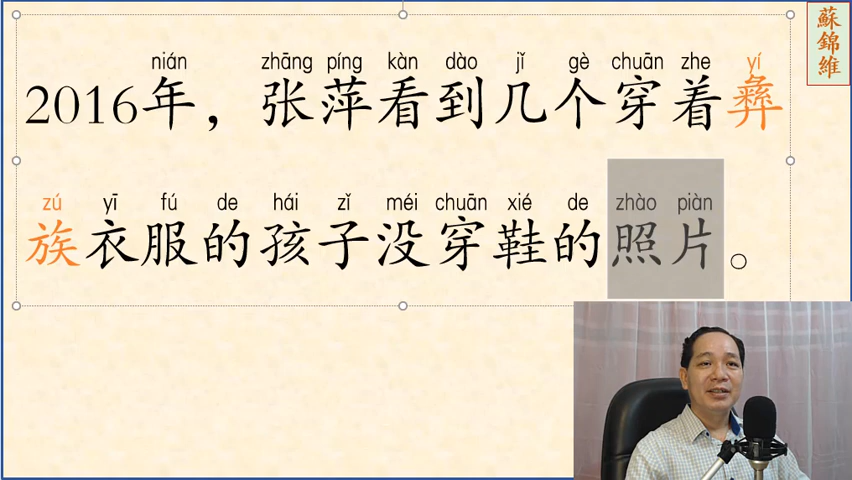 nián zhāng píng kàn dào jǐ gè chuān zhe yí
2016年，张萍看到几个穿着彝
zú yī fú de hái zǐ méi chuān xié de zhào piàn
族衣服的孩子没穿鞋的照片。
蘇錦維